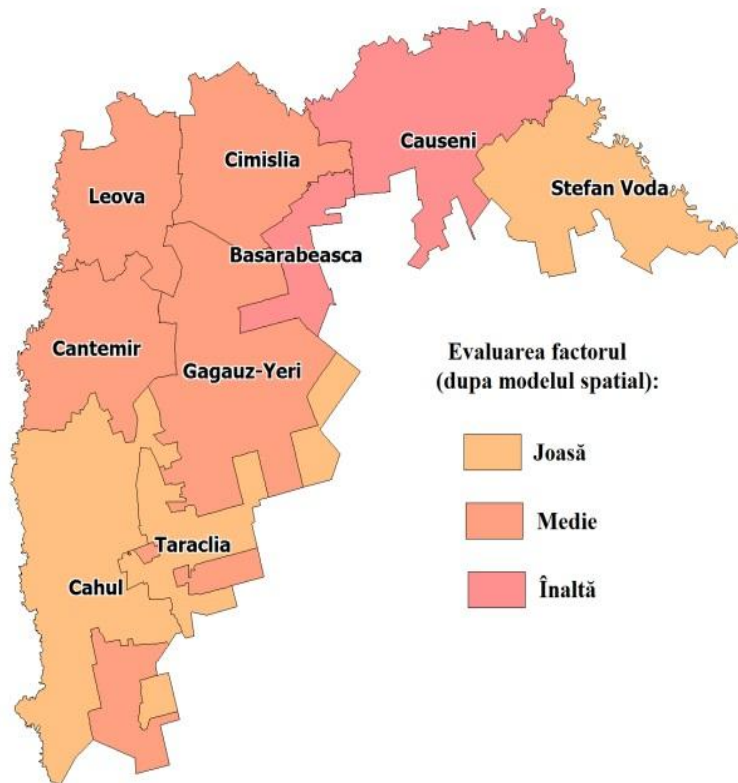 Causeni
Cimislia
Stefan Voda
Leova
Basarabeasca
Cantemir
Gagauz-Yeri
Evaluarea factorul
(dupa modelul spatial):
Joasă
Medie
Taraclia
Cahul
Înaltă